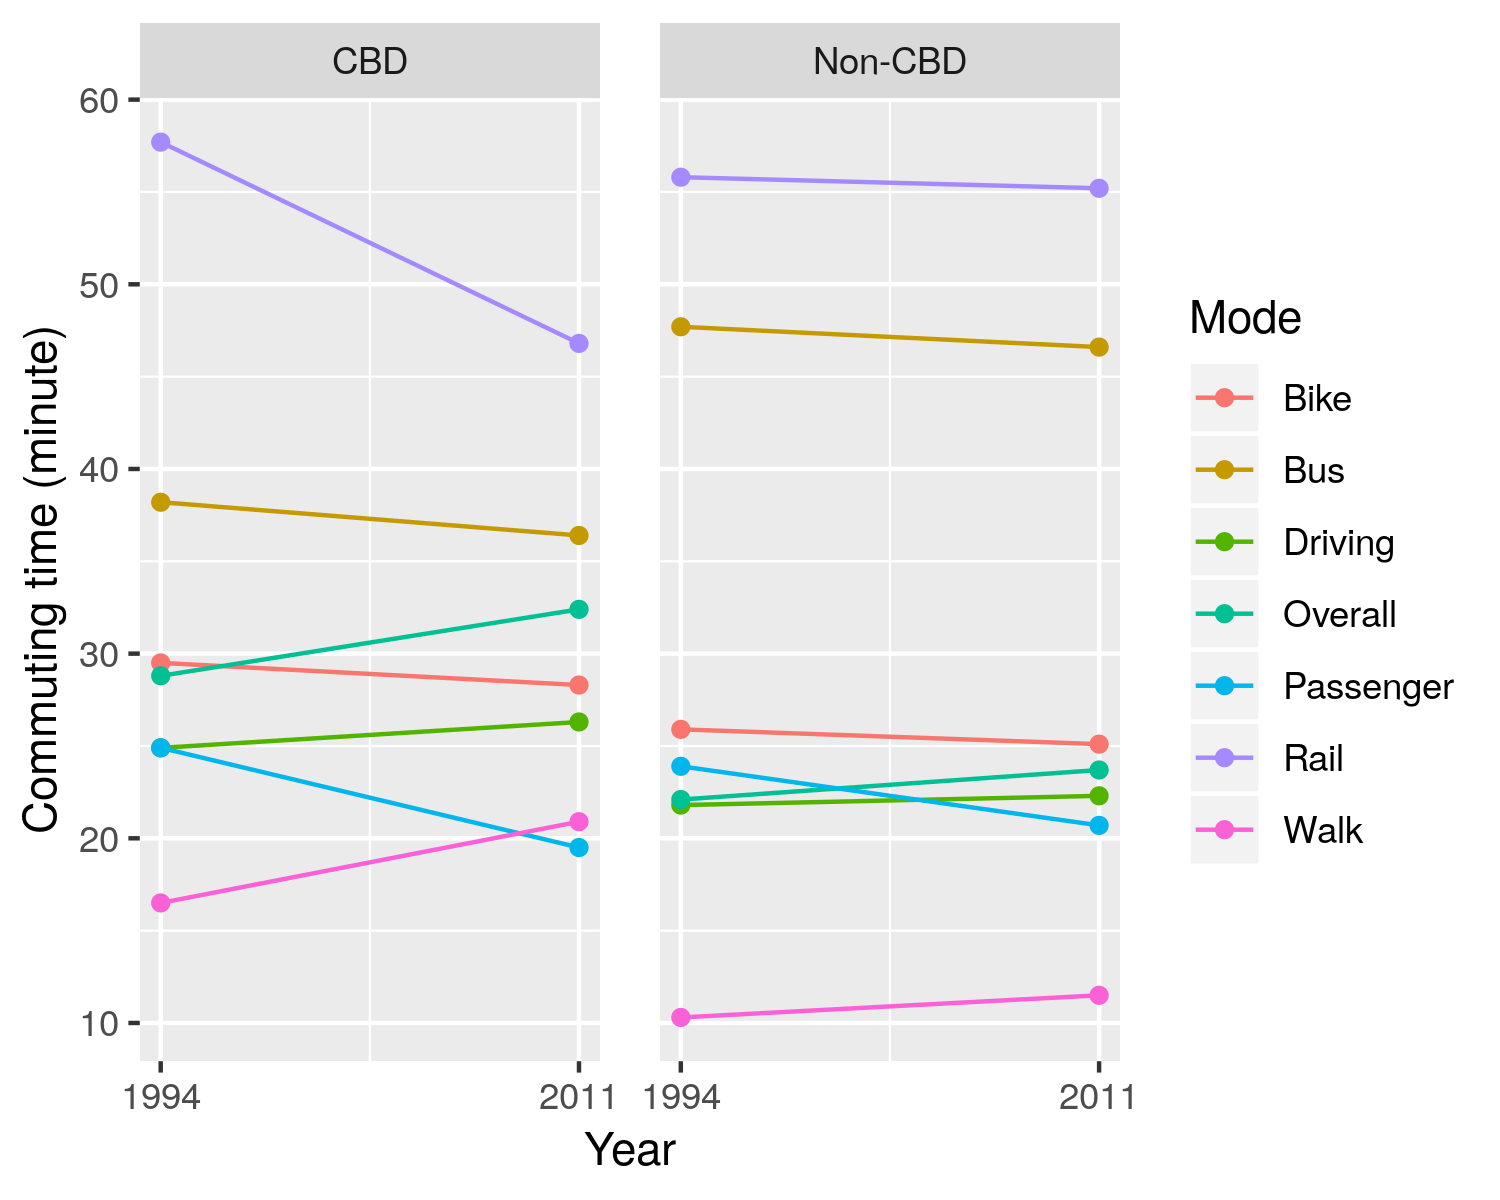 CBD
Non-CBD
60
50
40
30
20
10
Commuting time (minute)
1994
2011
1994
2011
Year
Mode
Bike
Bus
Driving
Overall
Passenger
Rail
Walk